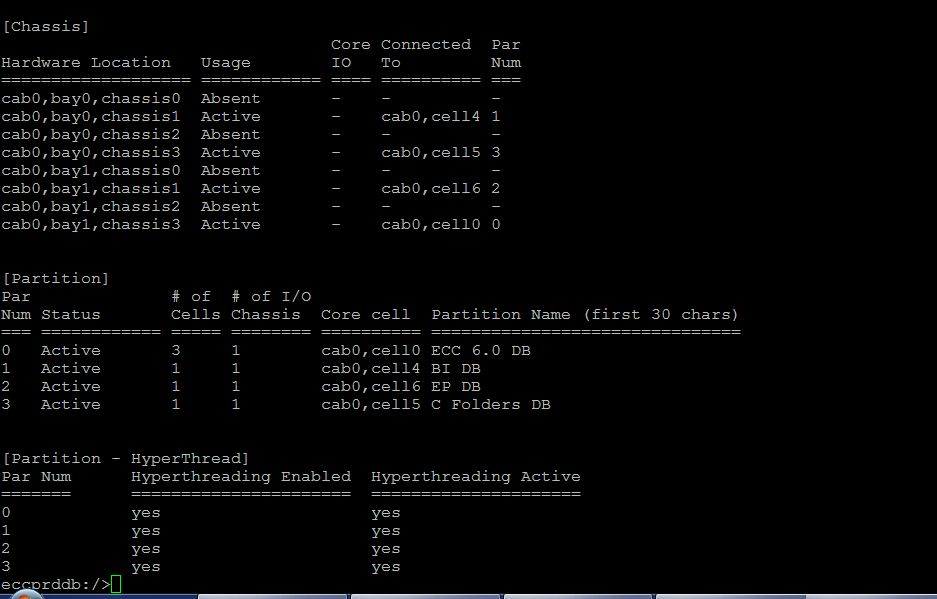 [Chassis]
                                 Core Connected  Par
Hardware Location   Usage        IO   To         Num
=================== ============ ==== ========== ===
cab0,bay0,chassis0  Absent       -    -          -
cab0,bay0,chassis1  Active       -    cab0,cell4 1
cab0,bay0,chassis2  Absent       -    -          -
cab0,bay0,chassis3  Active       -    cab0,cell5 3
cab0,bay1,chassis0  Absent       -    -          -
cab0,bay1,chassis1  Active       -    cab0,cell6 2
cab0,bay1,chassis2  Absent       -    -          -
cab0,bay1,chassis3  Active       -    cab0,cell0 0
[Partition]
Par              # of  # of I/O
Num Status       Cells Chassis  Core cell  Partition Name (first 30 chars)
=== ============ ===== ======== ========== ===============================
0   Active       3     1        cab0,cell0 ECC 6.0 DB
1   Active       1     1        cab0,cell4 BI DB
2   Active       1     1        cab0,cell6 EP DB
3   Active       1     1        cab0,cell5 C Folders DB
[Partition - HyperThread]
Par Num      Hyperthreading Enabled  Hyperthreading Active
=======      ======================  =====================
0            yes                     yes
1            yes                     yes
2            yes                     yes
3            yes                     yes
eccprddb:/>